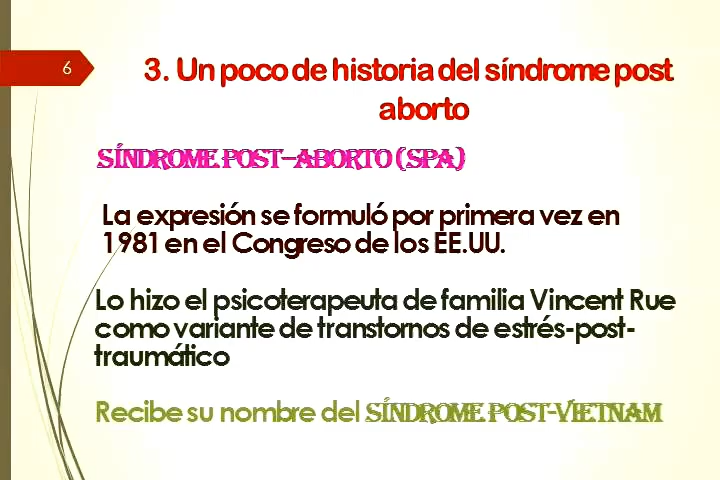 6
3. Un poco de historia del síndrome post
aborto
SÍNDROME POST-ABORTO (SPA)
La expresión se formuló por primera vez en
1981 en el Congreso de los EE.UU.
Lo hizo el psicoterapeuta de familia Vincent Rue
como variante de transtornos de estrés-post-
traumático
Recibe su nombre del SÍNDROME POST-VIETNAM